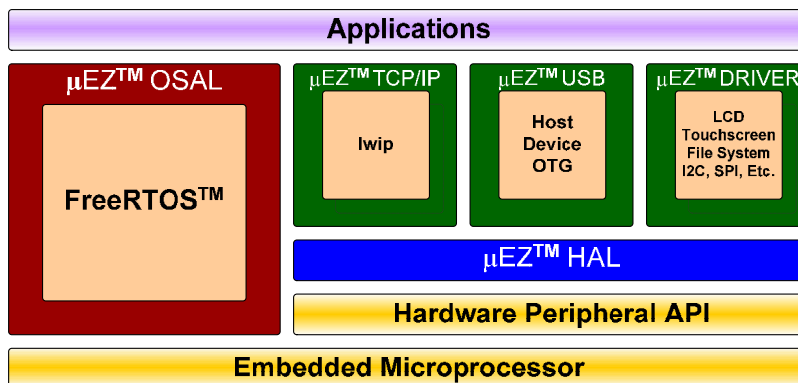 Applications
μEZ™ OSAL
FreeRTOS™
μEZ™ TCP/IP
lwip
μEZ™ USB
Host
Device
OTG
μEZ™ DRIVER
LCD
Touchscreen
File System
I2C, SPI, Etc.
μEZ™ HAL
Hardware Peripheral API
Embedded Microprocessor